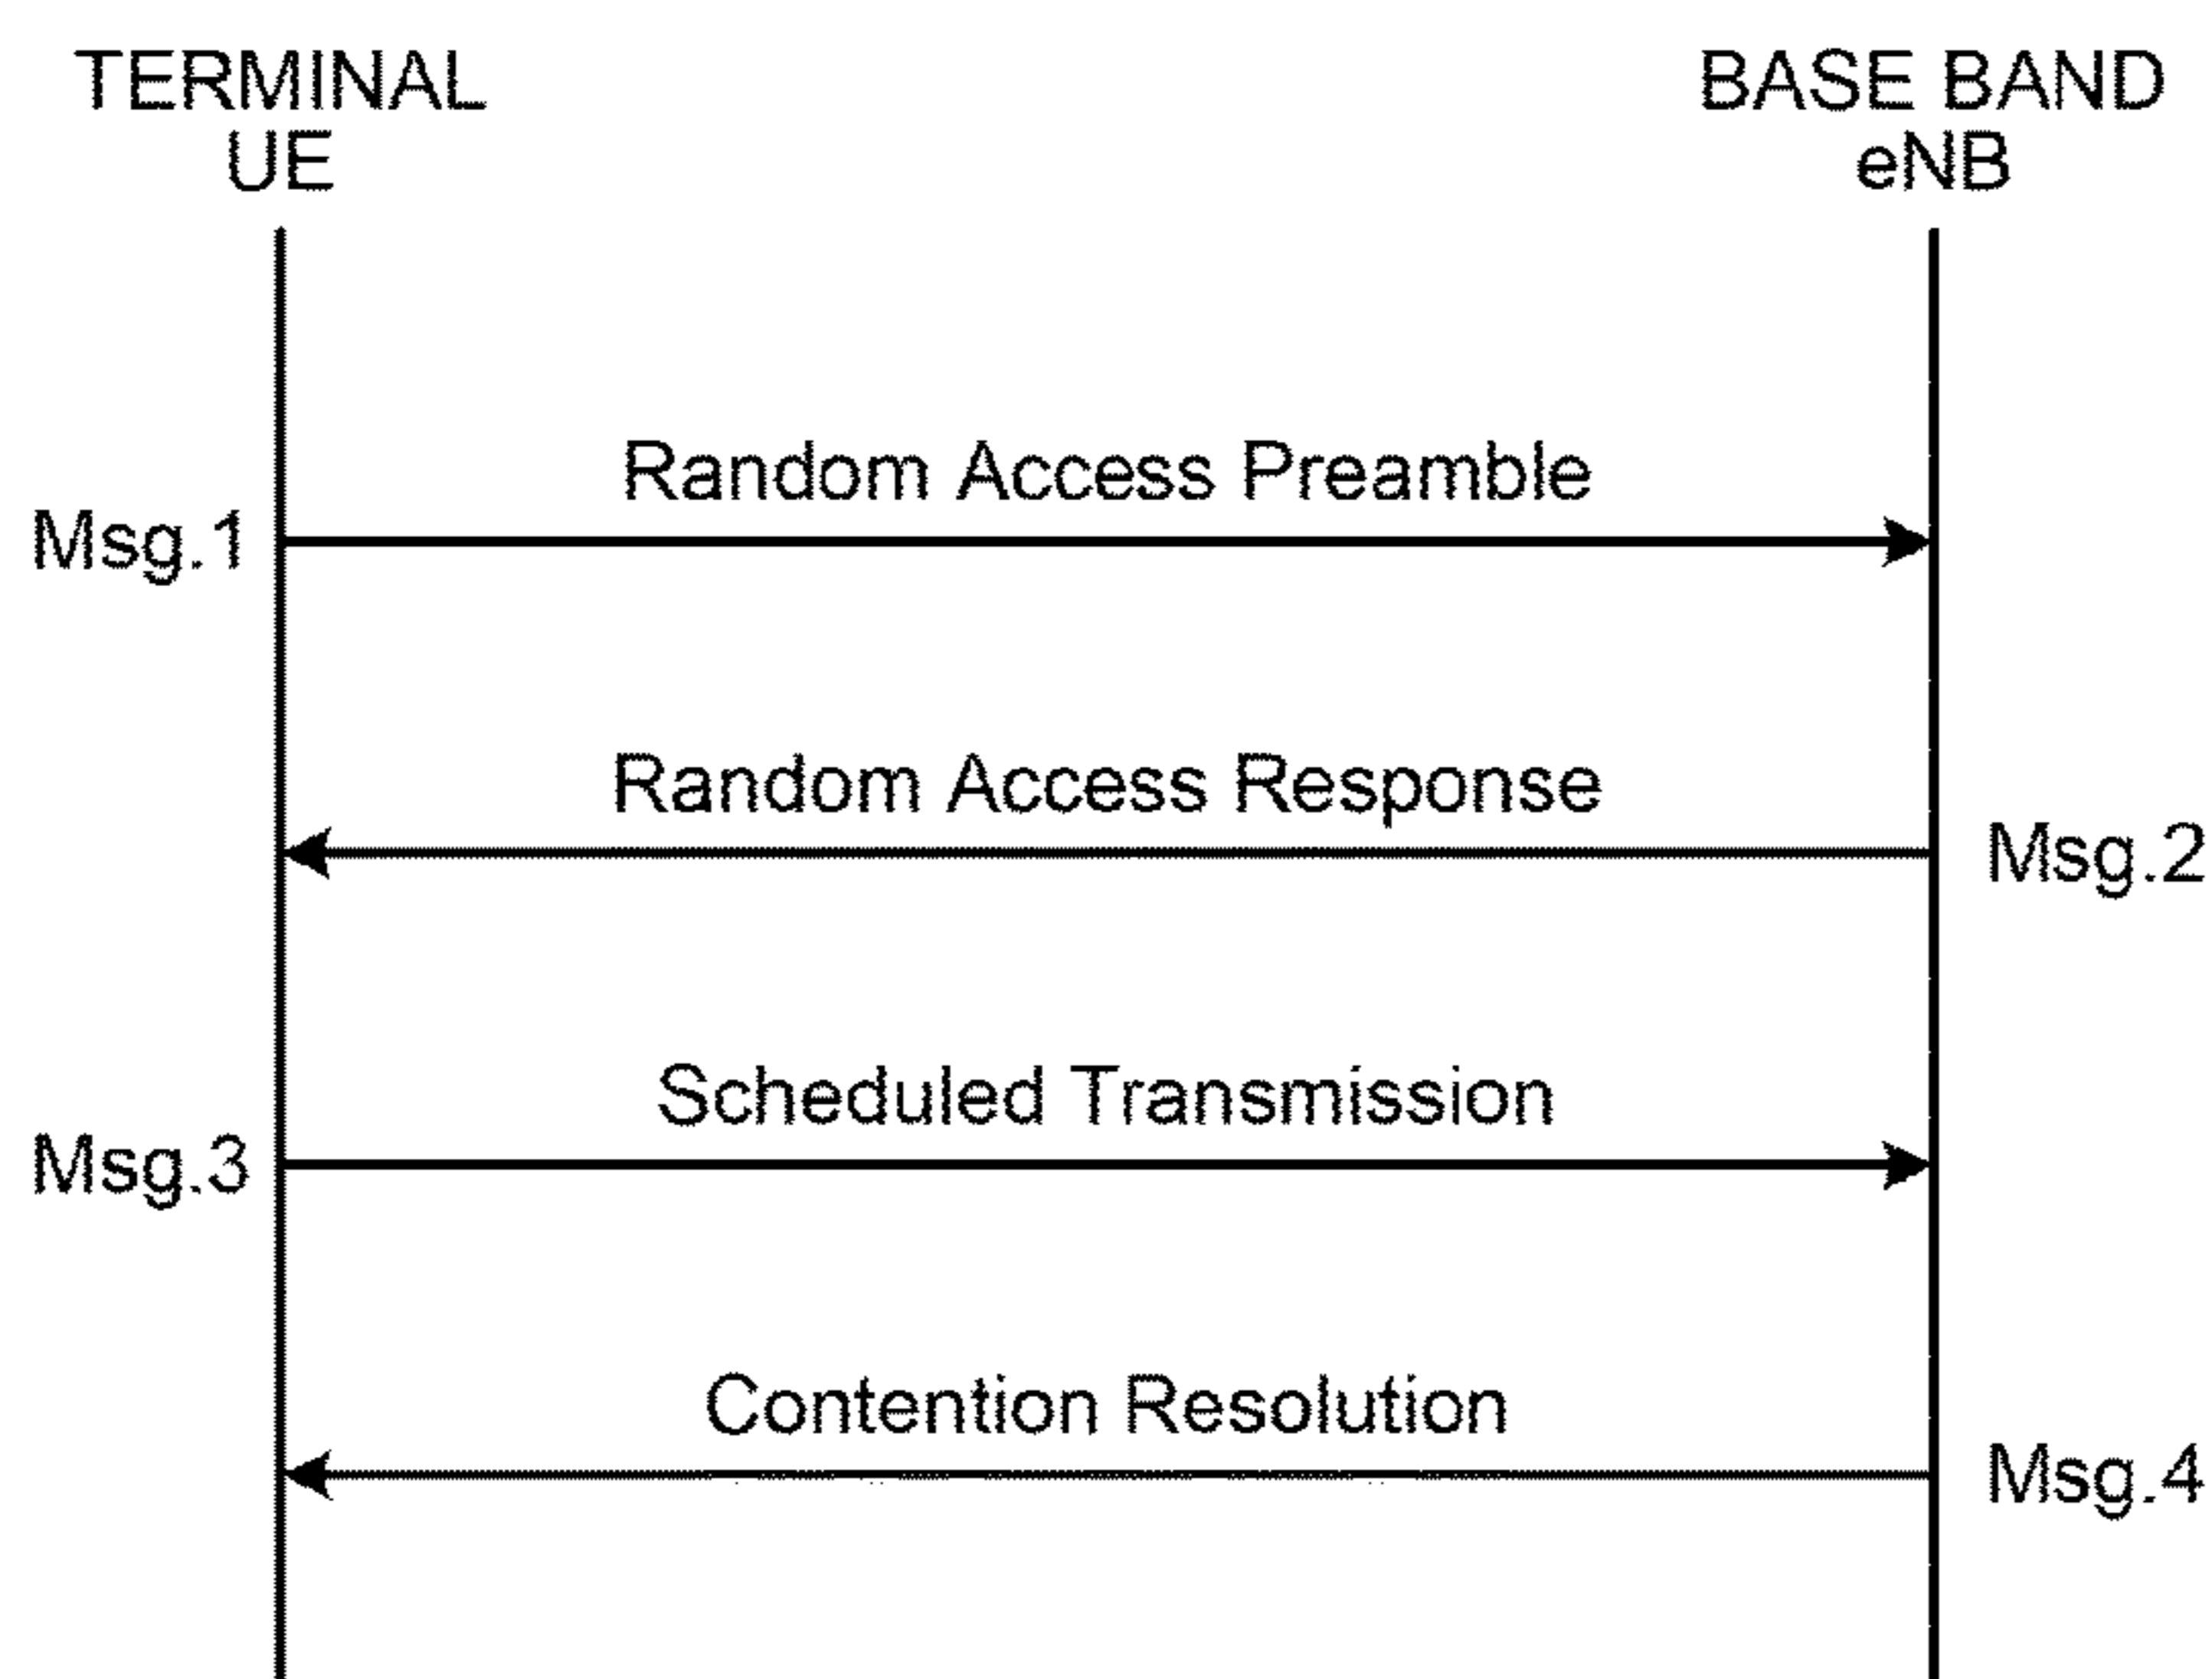 TERMINAL
UE
BASE BAND
eNB
Random Access Preamble
Msg.1
Random Access Response
Msg.2
Scheduled Transmission
Msg.3
Contention Resolution
Msg.4